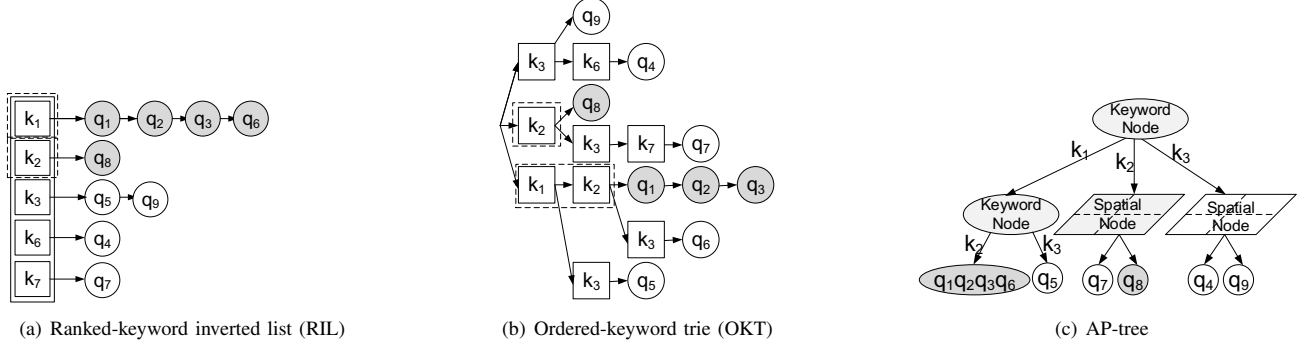 k1 q1 q2 q3 q6
k2 q8
k3 q5 q9
k6 q4
k7 q7
(a) Ranked-keyword inverted list (RIL)
q9
k3 k6 q4
q8
k2
k3 k7 q7
k1 k2 q1 q2 q3
k3 q6
k3 q5
(b) Ordered-keyword trie (OKT)
Keyword
Node
k1 k2 k3
Keyword
Node
Spatial
Node
Spatial
Node
k2 k3
q1q2q3q6 q5 q7 q8 q4 q9
(c) AP-tree